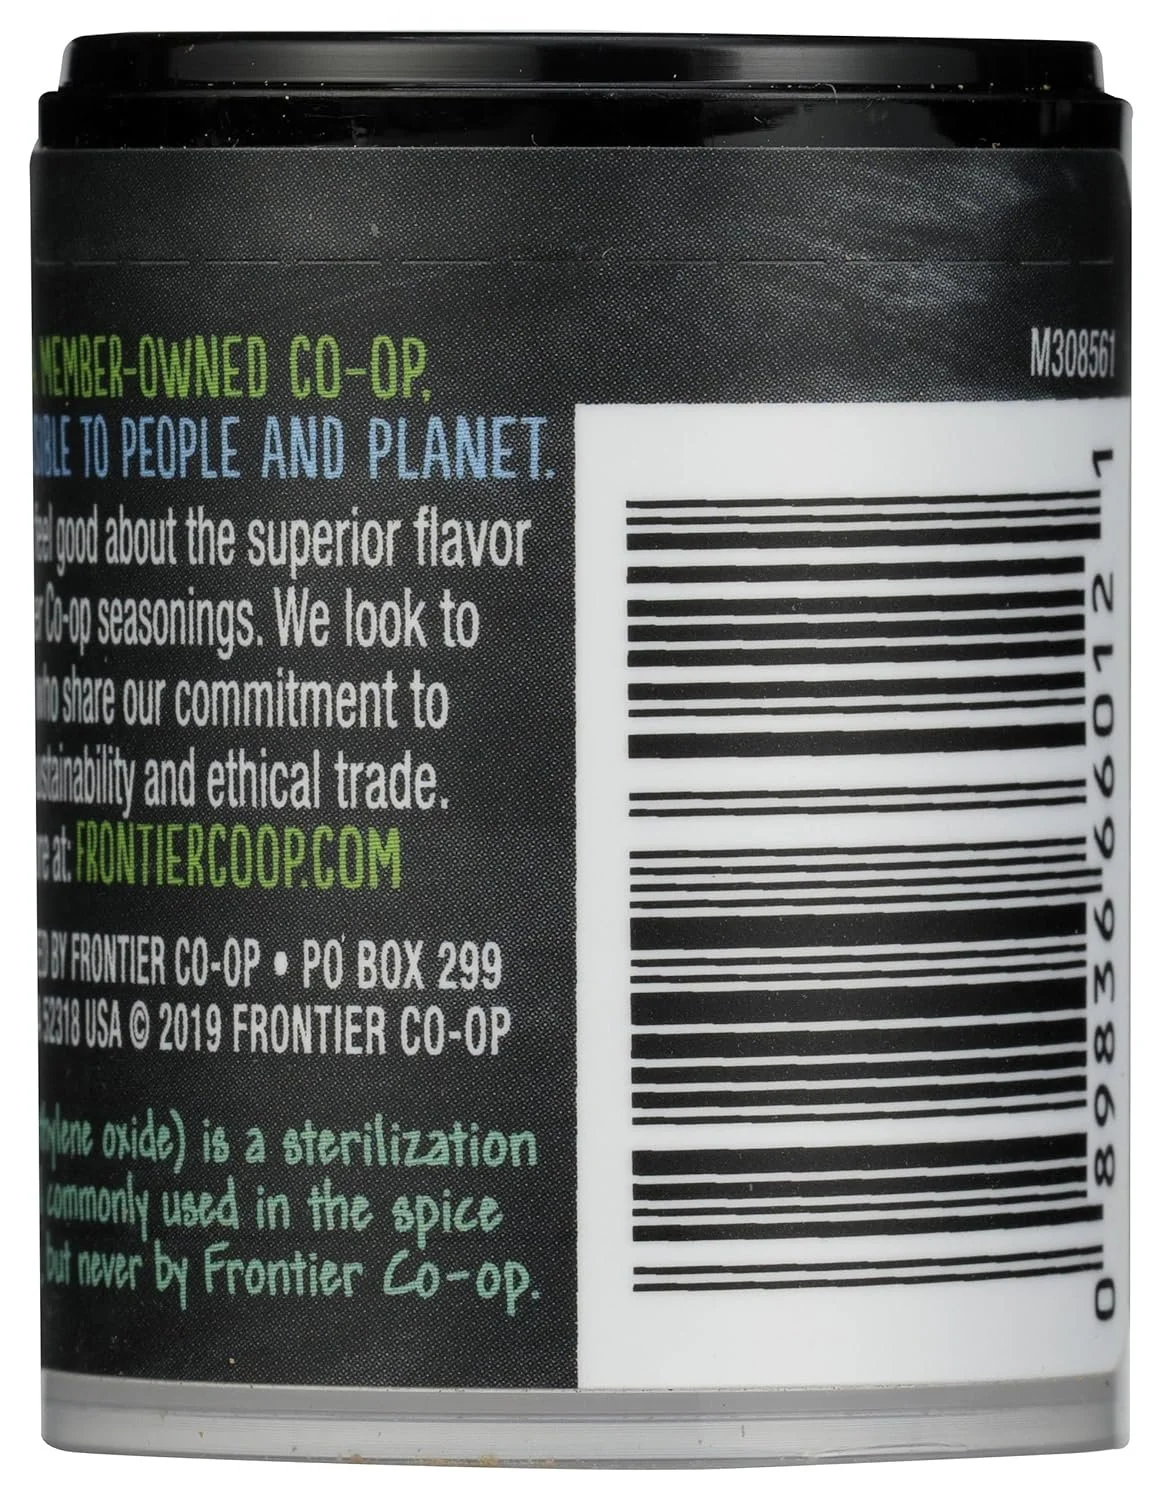 MEMBER-OWNED CO-OP,
TO PEOPLE AND PLANET.
good about the superior flavor
Co-op seasonings. We look to
who share our commitment to
and ethical trade.
at: FRONTIERCOOP.COM
BY FRONTIER CO-OP • PO BOX 299
52318 USA © 2019 FRONTIER CO-OP
oxide) is a sterilization
commonly used in the spice
but never by Frontier Co-op.
M308561
0 89836 66012 1